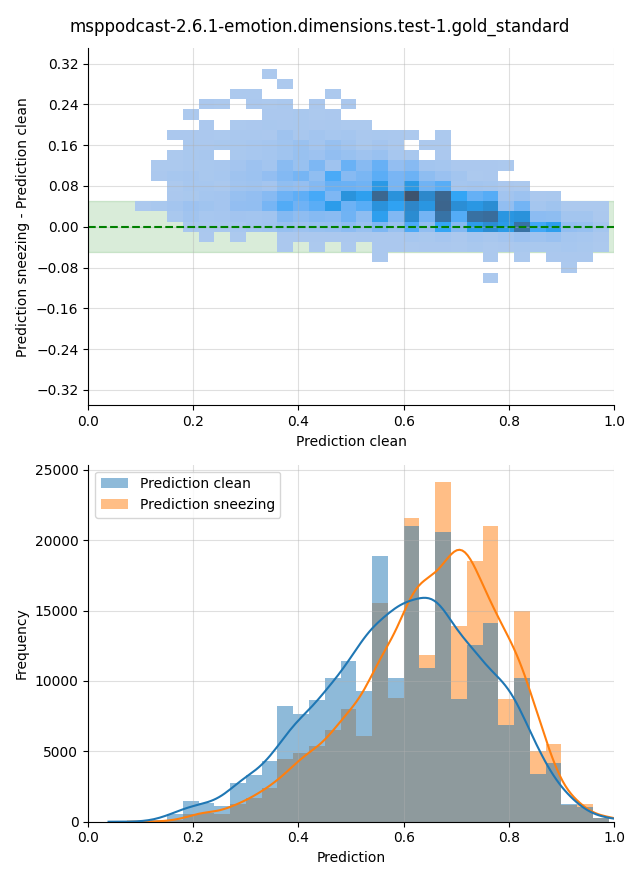 msppodcast-2.6.1-emotion.dimensions.test-1.gold_standard
Prediction sneezing - Prediction clean
0.32
0.24
0.16
0.08
0.00
−0.08
−0.16
−0.24
−0.32
0.0 0.2 0.4 0.6 0.8 1.0
Prediction clean
Frequency
25000
20000
15000
10000
5000
0
Prediction clean
Prediction sneezing
0.0 0.2 0.4 0.6 0.8 1.0
Prediction